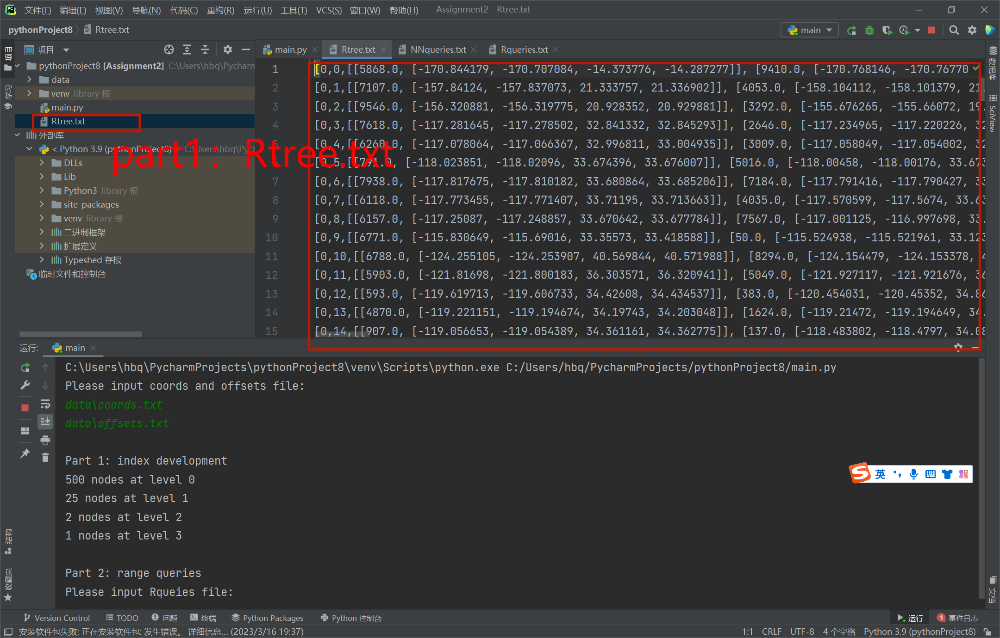 文件(F) 编辑(E) 视图(V) 导航(N) 代码(C) 重构(R) 运行(U) 工具(T) VCS(S) 窗口(W) 帮助(H) Assignment2 - Rtree.txt
pythonProject8 Rtree.txt main
项目 main.py Rtree.txt NNqueries.txt Rqueries.txt
pythonProject8 [Assignment2] C:\Users\hbq\Pycharm
data
venv library 根
main.py
Rtree.txt
外部库
< Python 3.9 (pythonProject8) > C:\Users\hbq\Pych
DLLs
Lib
Python3 library 根
site-packages
venv library 根
二进制框架
扩展定义
Typeshed 存根
临时文件和控制台
part1: Rtree.txt
1 [0,0,[[5868.0, [-170.844179, -170.707084, -14.373776, -14.287277]], [9410.0, [-170.768146, -170.76770
2 [0,1,[[7107.0, [-157.84124, -157.837073, 21.333757, 21.336902]], [4053.0, [-158.104112, -158.101379, 21.
3 [0,2,[[9546.0, [-156.320881, -156.319775, 20.928352, 20.929881]], [3292.0, [-155.676265, -155.66072, 19.
4 [0,3,[[7618.0, [-117.281645, -117.278502, 32.841332, 32.845293]], [2646.0, [-117.234965, -117.220226, 32
5 [0,4,[[6260.0, [-117.078064, -117.066367, 32.996811, 33.004935]], [3009.0, [-117.058049, -117.054002, 32
6 [0,5,[[791.0, [-118.023851, -118.02096, 33.674396, 33.676007]], [5016.0, [-118.00458, -118.00176, 33.673
7 [0,6,[[7938.0, [-117.817675, -117.810182, 33.680864, 33.685206]], [7184.0, [-117.791416, -117.790427, 33
8 [0,7,[[6118.0, [-117.773455, -117.771407, 33.71195, 33.713663]], [4035.0, [-117.570599, -117.5674, 33.63
9 [0,8,[[6157.0, [-117.25087, -117.248857, 33.670642, 33.677784]], [7567.0, [-117.001125, -116.997698, 33.
10 [0,9,[[6771.0, [-115.830649, -115.69016, 33.35573, 33.418588]], [50.0, [-115.524938, -115.521961, 33.123
11 [0,10,[[6788.0, [-124.255105, -124.253907, 40.569844, 40.571988]], [8294.0, [-124.154479, -124.153378, 4
12 [0,11,[[5903.0, [-121.81698, -121.800183, 36.303571, 36.320941]], [5049.0, [-121.927117, -121.921676, 36
13 [0,12,[[593.0, [-119.619713, -119.606733, 34.42608, 34.434537]], [383.0, [-120.454031, -120.45352, 34.86
14 [0,13,[[4870.0, [-119.221151, -119.194674, 34.19743, 34.203048]], [1624.0, [-119.21472, -119.194649, 34.
15 [0,14,[[907.0, [-119.056653, -119.054389, 34.361161, 34.362775]], [137.0, [-118.483802, -118.4797, 34.08
项目
学习
结构
收藏夹
数据库
SciView
文档
运行: main
C:\Users\hbq\PycharmProjects\pythonProject8\venv\Scripts\python.exe C:/Users/hbq/PycharmProjects/pythonProject8/main.py
Please input coords and offsets file:
data\coords.txt
data\offsets.txt
Part 1: index development
500 nodes at level 0
25 nodes at level 1
2 nodes at level 2
1 nodes at level 3
Part 2: range queries
Please input Rqueies file:
英
Version Control TODO 问题 终端 Python Packages Python 控制台 运行 1 事件日志
安装软件包失败: 正在安装软件包: 发生错误。 详细信息... (2023/3/16 19:37) 1:1 CRLF UTF-8 4 个空格 Python 3.9 (pythonProject8)